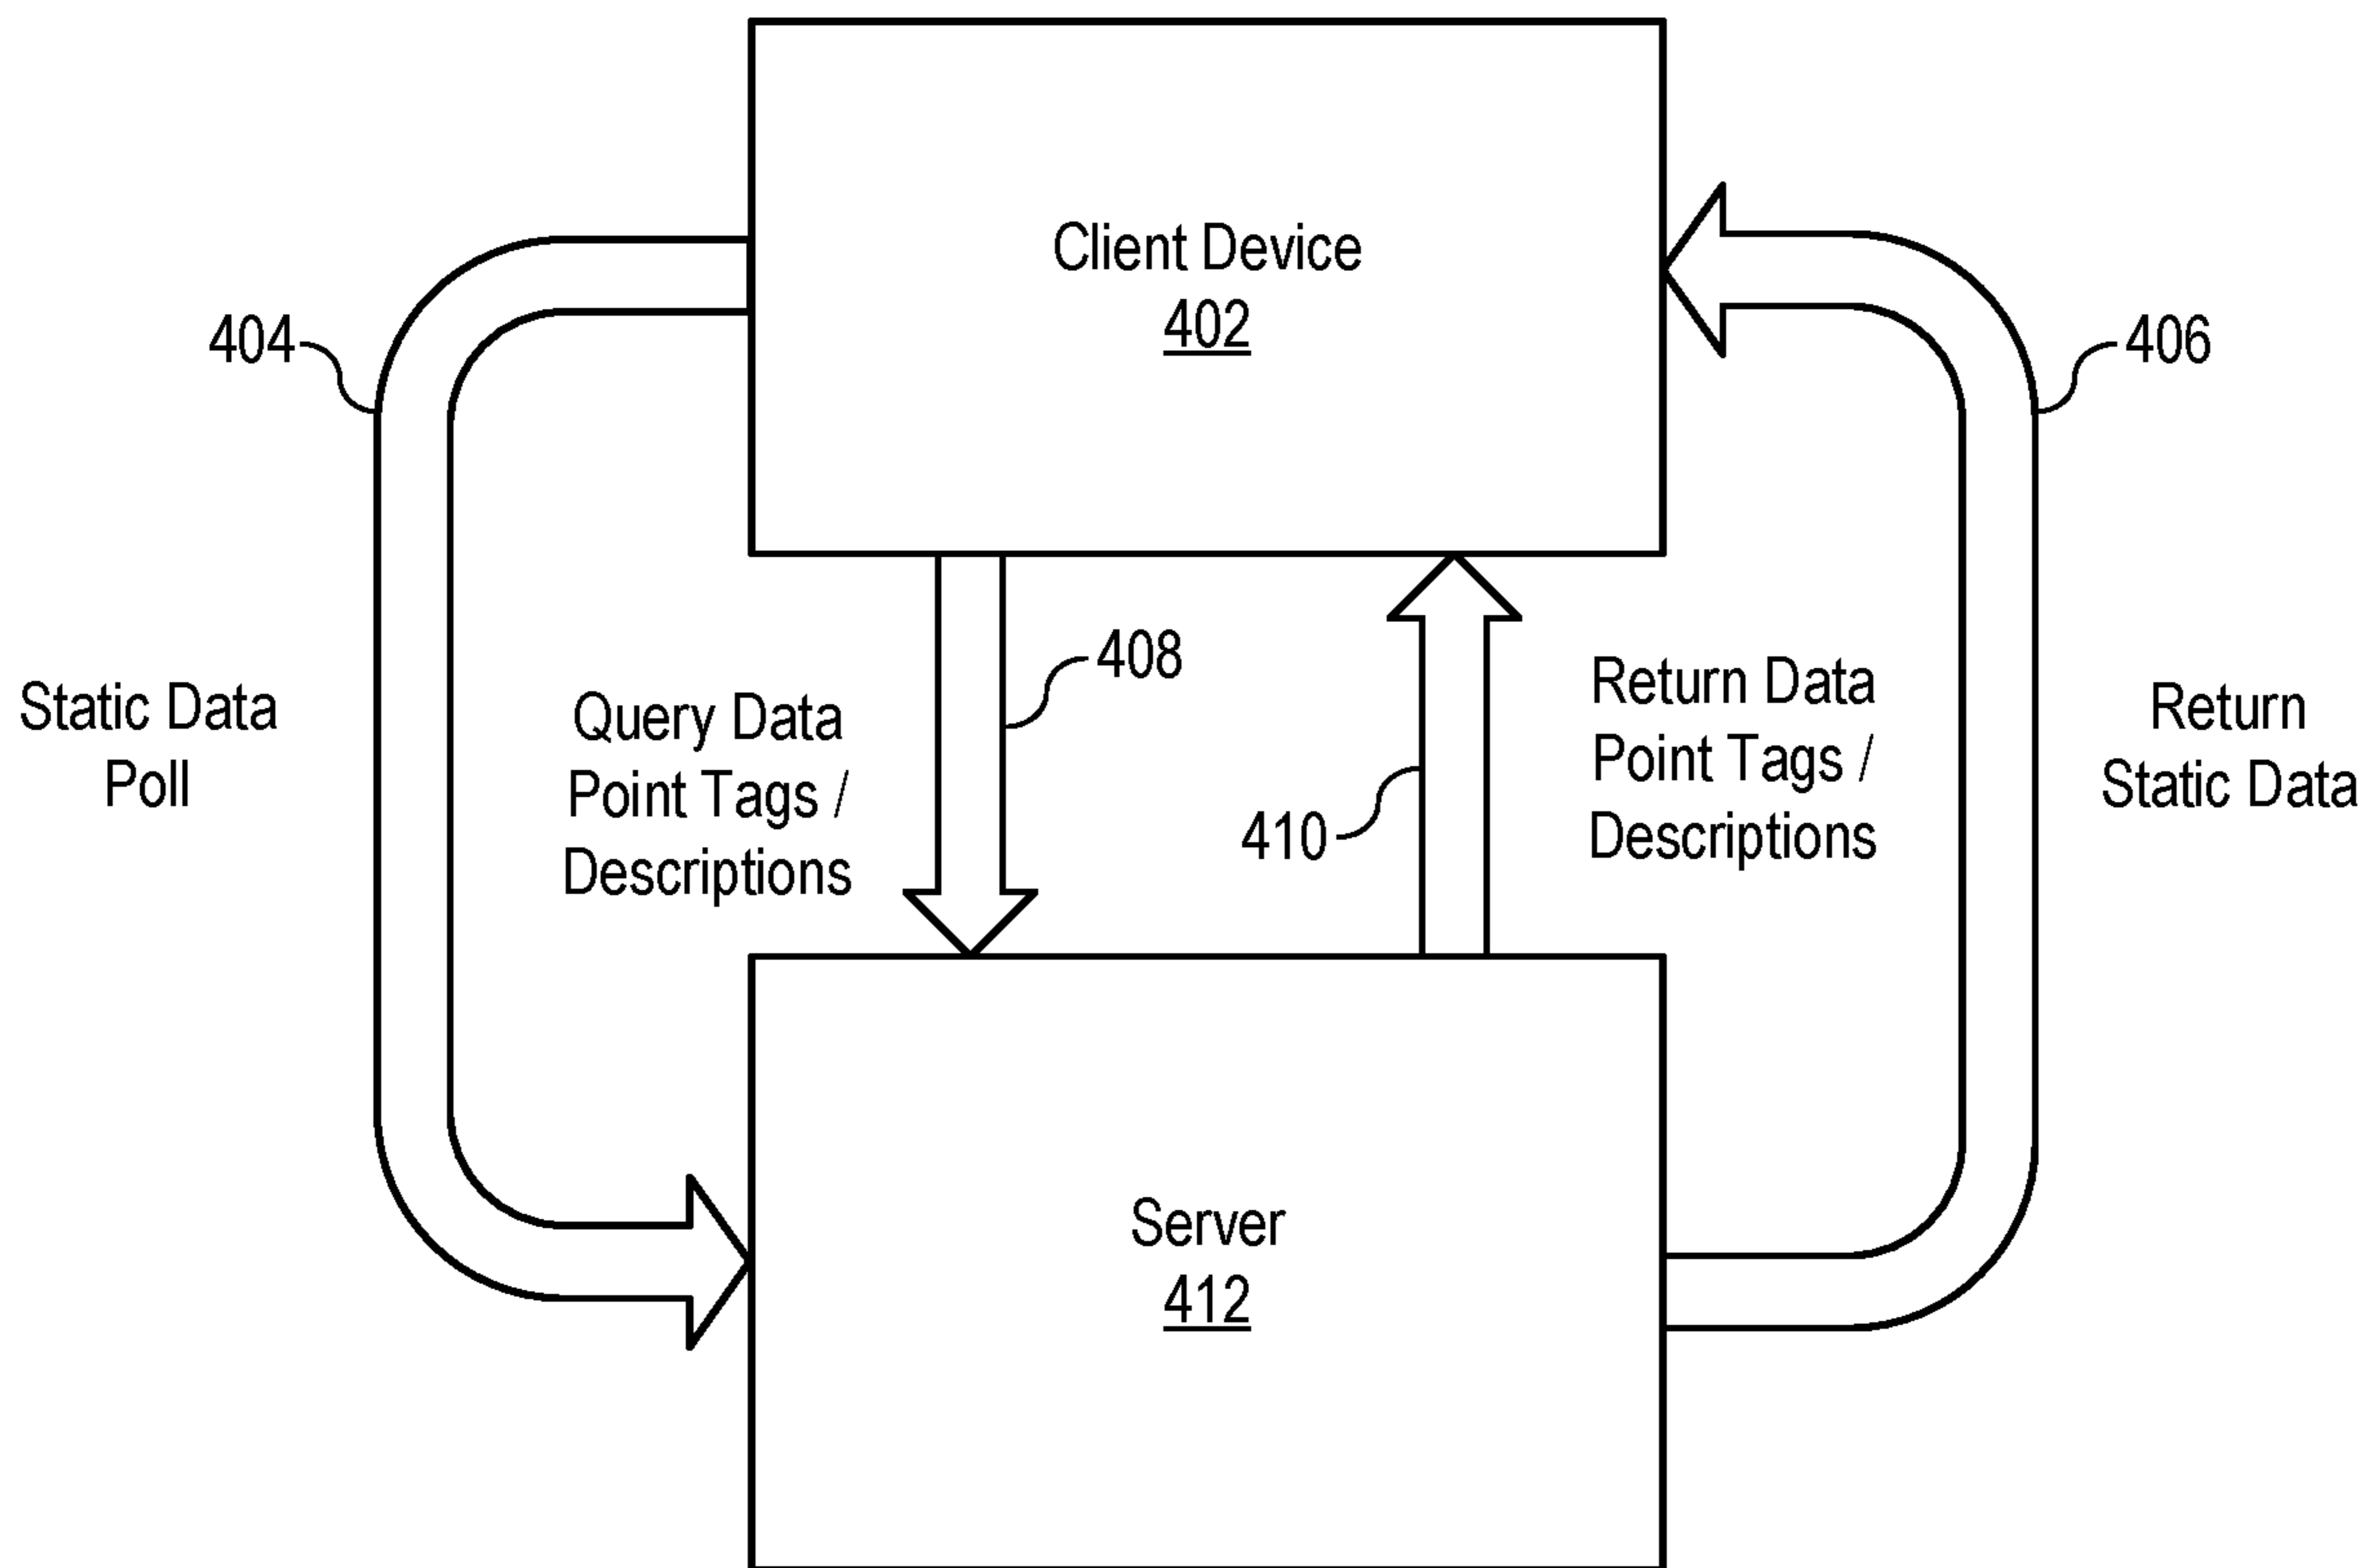 Client Device
402
404
406
408
Static Data
Poll
Query Data
Point Tags /
Descriptions
410
Return Data
Point Tags /
Descriptions
Return
Static Data
Server
412